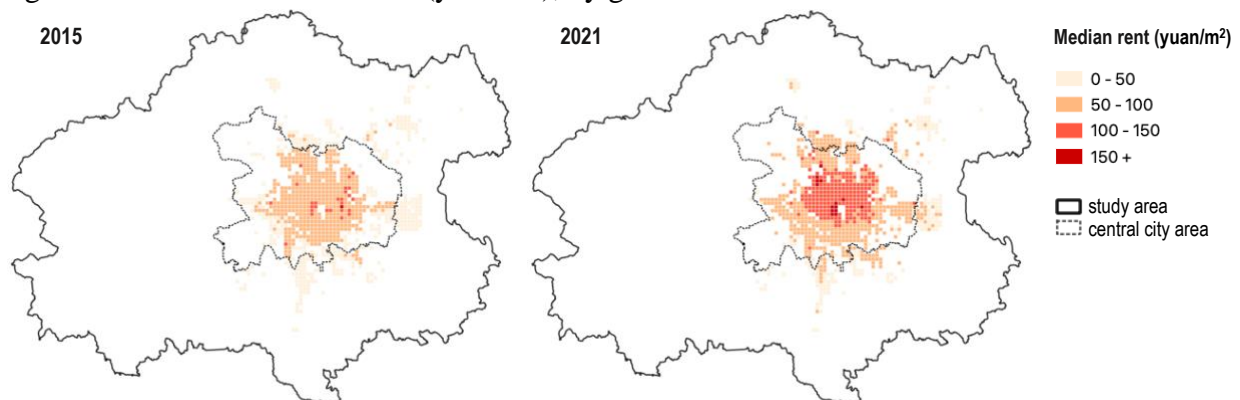 2015
2021
Median rent (yuan/m²)
0 - 50
50 - 100
100 - 150
150 +
study area
central city area